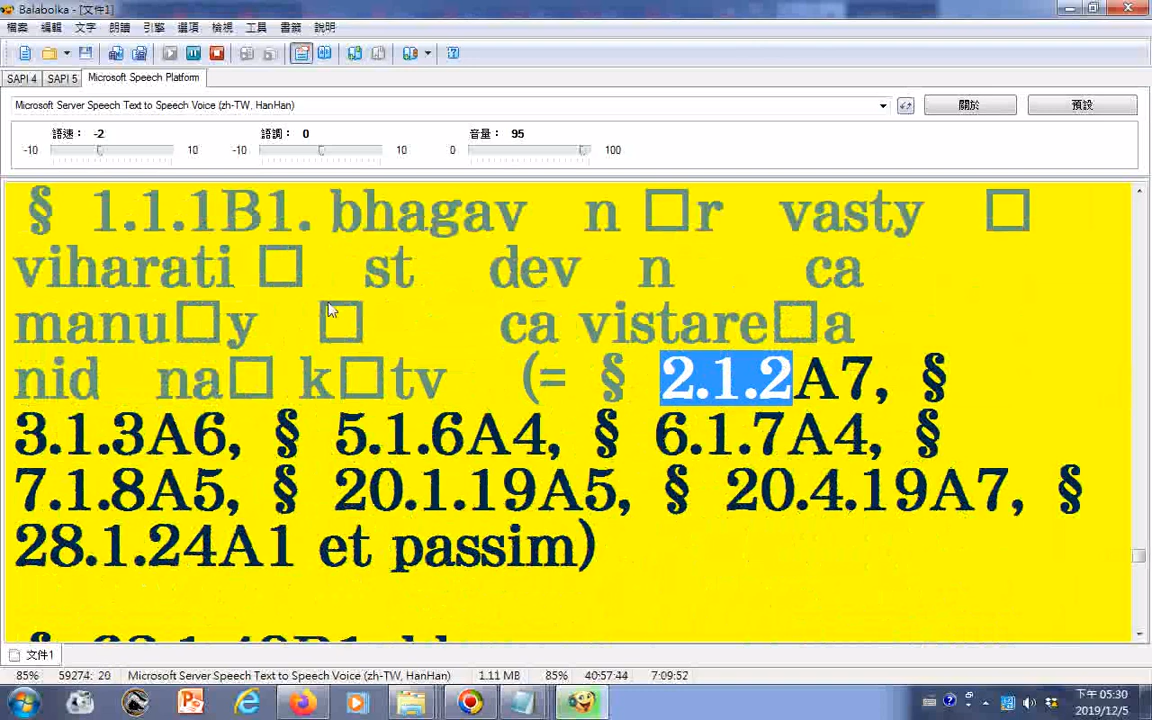 Balabolka - [文件1]
檔案 編輯 文字 朗讀 引擎 選項 檢視 工具 書籤 說明
SAPI 4 SAPI 5 Microsoft Speech Platform
Microsoft Server Speech Text to Speech Voice (zh-TW, HanHan) 關於 預設
語速： -2 語調： 0 音量： 95
-10 10 -10 10 0 100
§ 1.1.1B1. bhagav n □r vasty □
viharati □ st dev n ca
manu□y □ ca vistare□a
nid na□ k□tv (= § 2.1.2A7, §
3.1.3A6, § 5.1.6A4, § 6.1.7A4, §
7.1.8A5, § 20.1.19A5, § 20.4.19A7, §
28.1.24A1 et passim)
文件1
85% 59274: 20 Microsoft Server Speech Text to Speech Voice (zh-TW, HanHan) 1.11 MB 85% 40:57:44 7:09:52
下午 05:30
2019/12/5